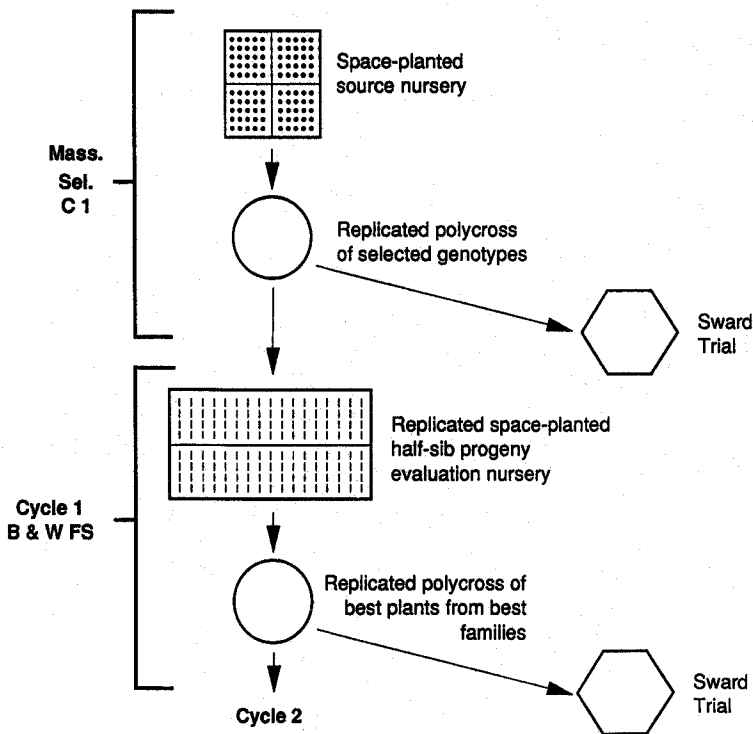 Space-planted
source nursery
Mass.
Sel.
C 1
Replicated polycross
of selected genotypes
Sward
Trial
Replicated space-planted
half-sib progeny
evaluation nursery
Cycle 1
B & W FS
Replicated polycross of
best plants from best
families
Sward
Trial
Cycle 2